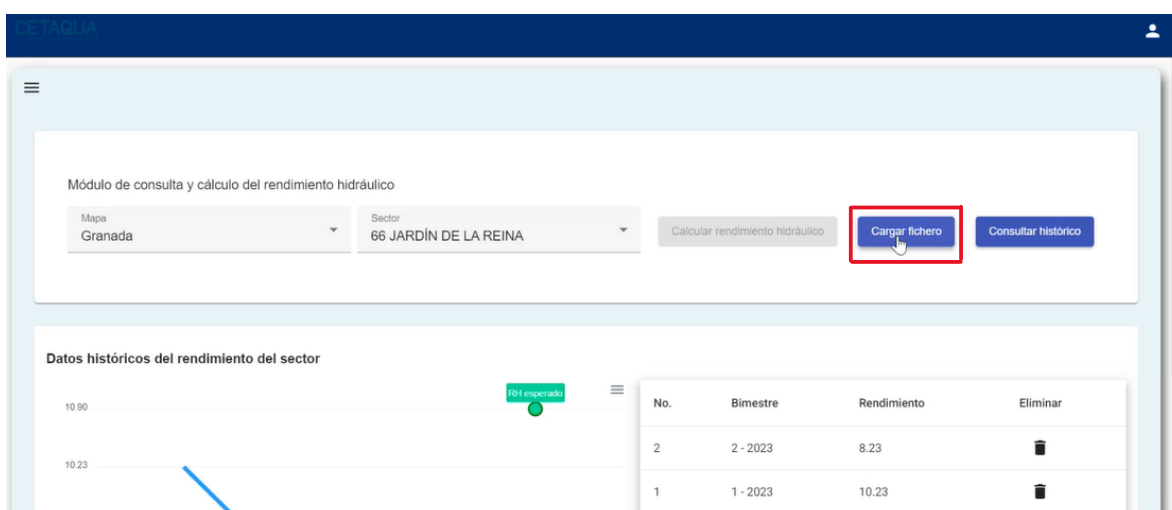 CETAQUA
Módulo de consulta y cálculo del rendimiento hidráulico
Mapa
Granada
Sector
66 JARDÍN DE LA REINA
Calcular rendimiento hidráulico
Cargar fichero
Consultar histórico
Datos históricos del rendimiento del sector
RH esperado
10.90
10.23
No. Bimestre Rendimiento Eliminar
2 2 - 2023 8.23
1 1 - 2023 10.23